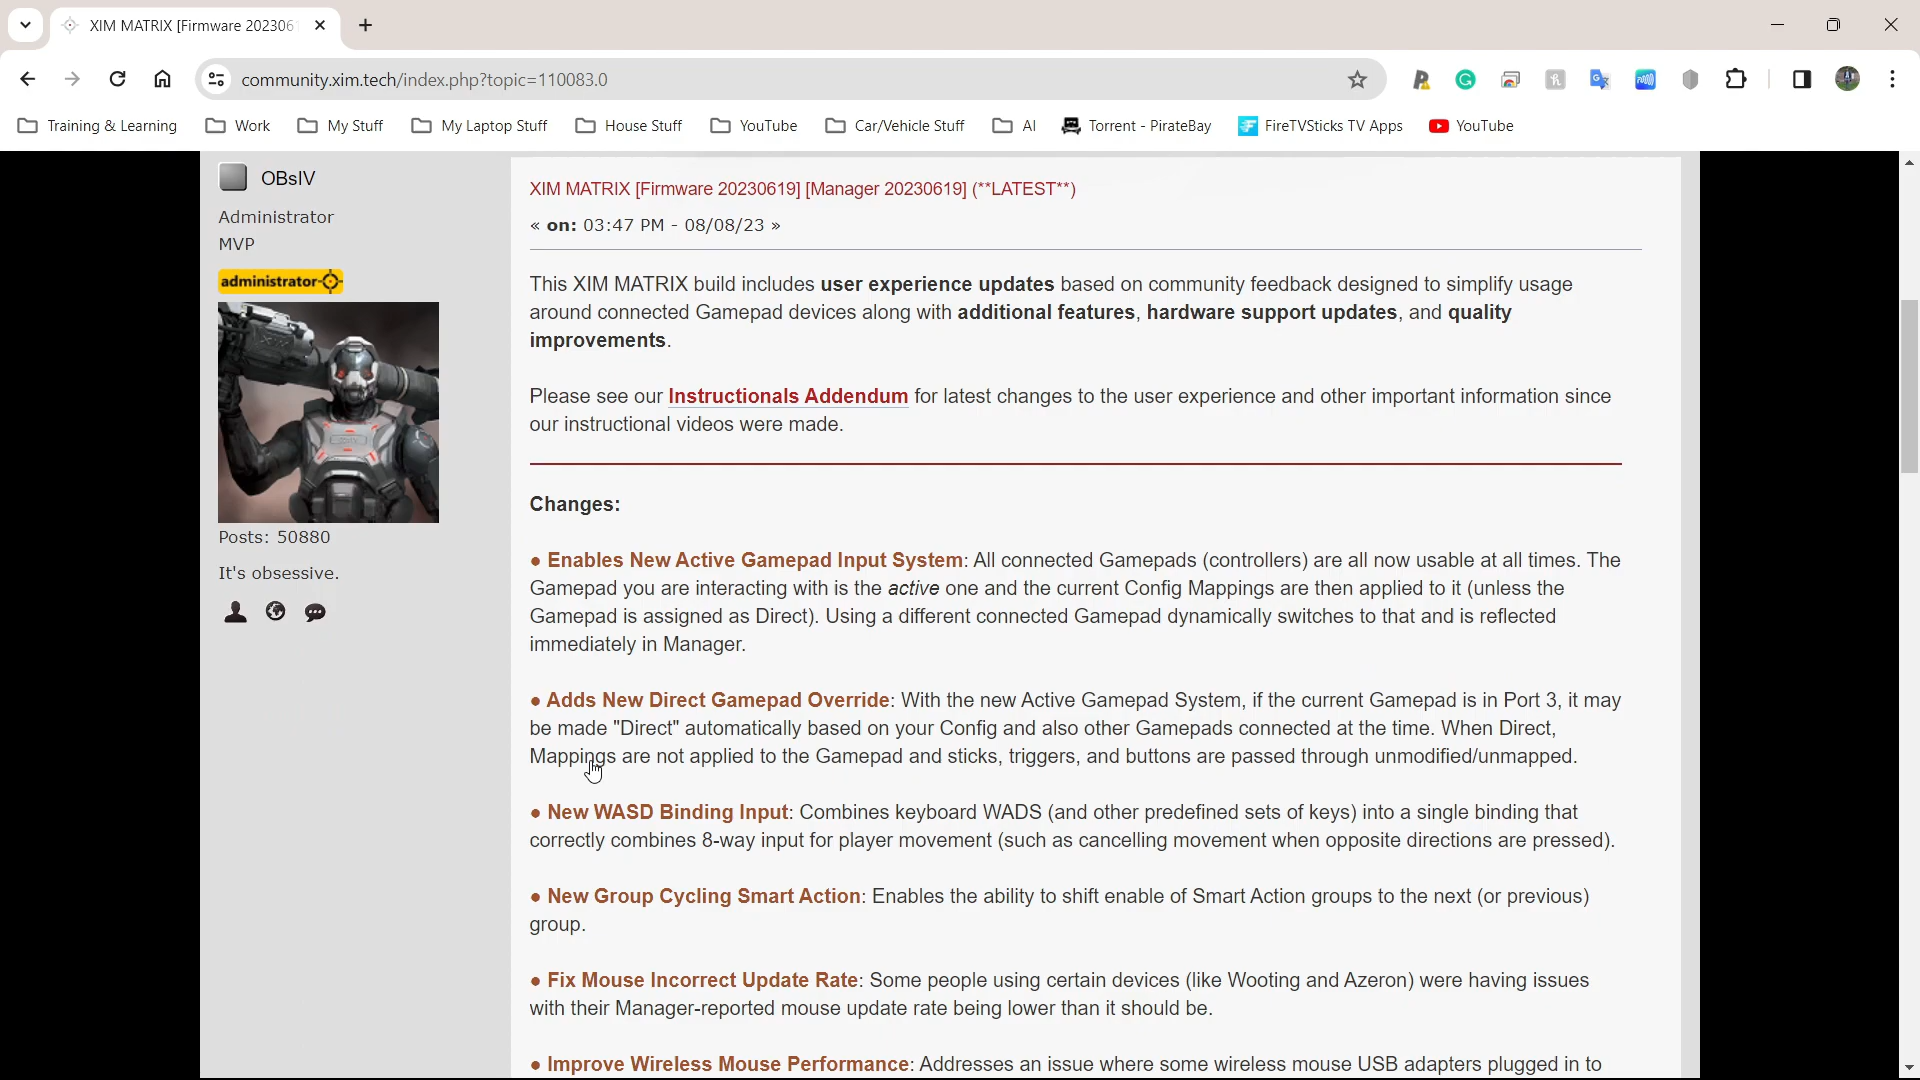 XIM MATRIX [Firmware 202306
community.xim.tech/index.php?topic=110083.0
Training & Learning
Work
My Stuff
My Laptop Stuff
House Stuff
YouTube
Car/Vehicle Stuff
AI
Torrent - PirateBay
FireTVSticks TV Apps
YouTube
OBsIV
Administrator
MVP
administrator
Posts: 50880
It's obsessive.
XIM MATRIX [Firmware 20230619] [Manager 20230619] (**LATEST**)
« on: 03:47 PM - 08/08/23 »
This XIM MATRIX build includes user experience updates based on community feedback designed to simplify usage
around connected Gamepad devices along with additional features, hardware support updates, and quality
improvements.
Please see our Instructionals Addendum for latest changes to the user experience and other important information since
our instructional videos were made.
Changes:
● Enables New Active Gamepad Input System: All connected Gamepads (controllers) are all now usable at all times. The
Gamepad you are interacting with is the active one and the current Config Mappings are then applied to it (unless the
Gamepad is assigned as Direct). Using a different connected Gamepad dynamically switches to that and is reflected
immediately in Manager.
● Adds New Direct Gamepad Override: With the new Active Gamepad System, if the current Gamepad is in Port 3, it may
be made "Direct" automatically based on your Config and also other Gamepads connected at the time. When Direct,
Mappings are not applied to the Gamepad and sticks, triggers, and buttons are passed through unmodified/unmapped.
● New WASD Binding Input: Combines keyboard WADS (and other predefined sets of keys) into a single binding that
correctly combines 8-way input for player movement (such as cancelling movement when opposite directions are pressed).
● New Group Cycling Smart Action: Enables the ability to shift enable of Smart Action groups to the next (or previous)
group.
● Fix Mouse Incorrect Update Rate: Some people using certain devices (like Wooting and Azeron) were having issues
with their Manager-reported mouse update rate being lower than it should be.
● Improve Wireless Mouse Performance: Addresses an issue where some wireless mouse USB adapters plugged in to